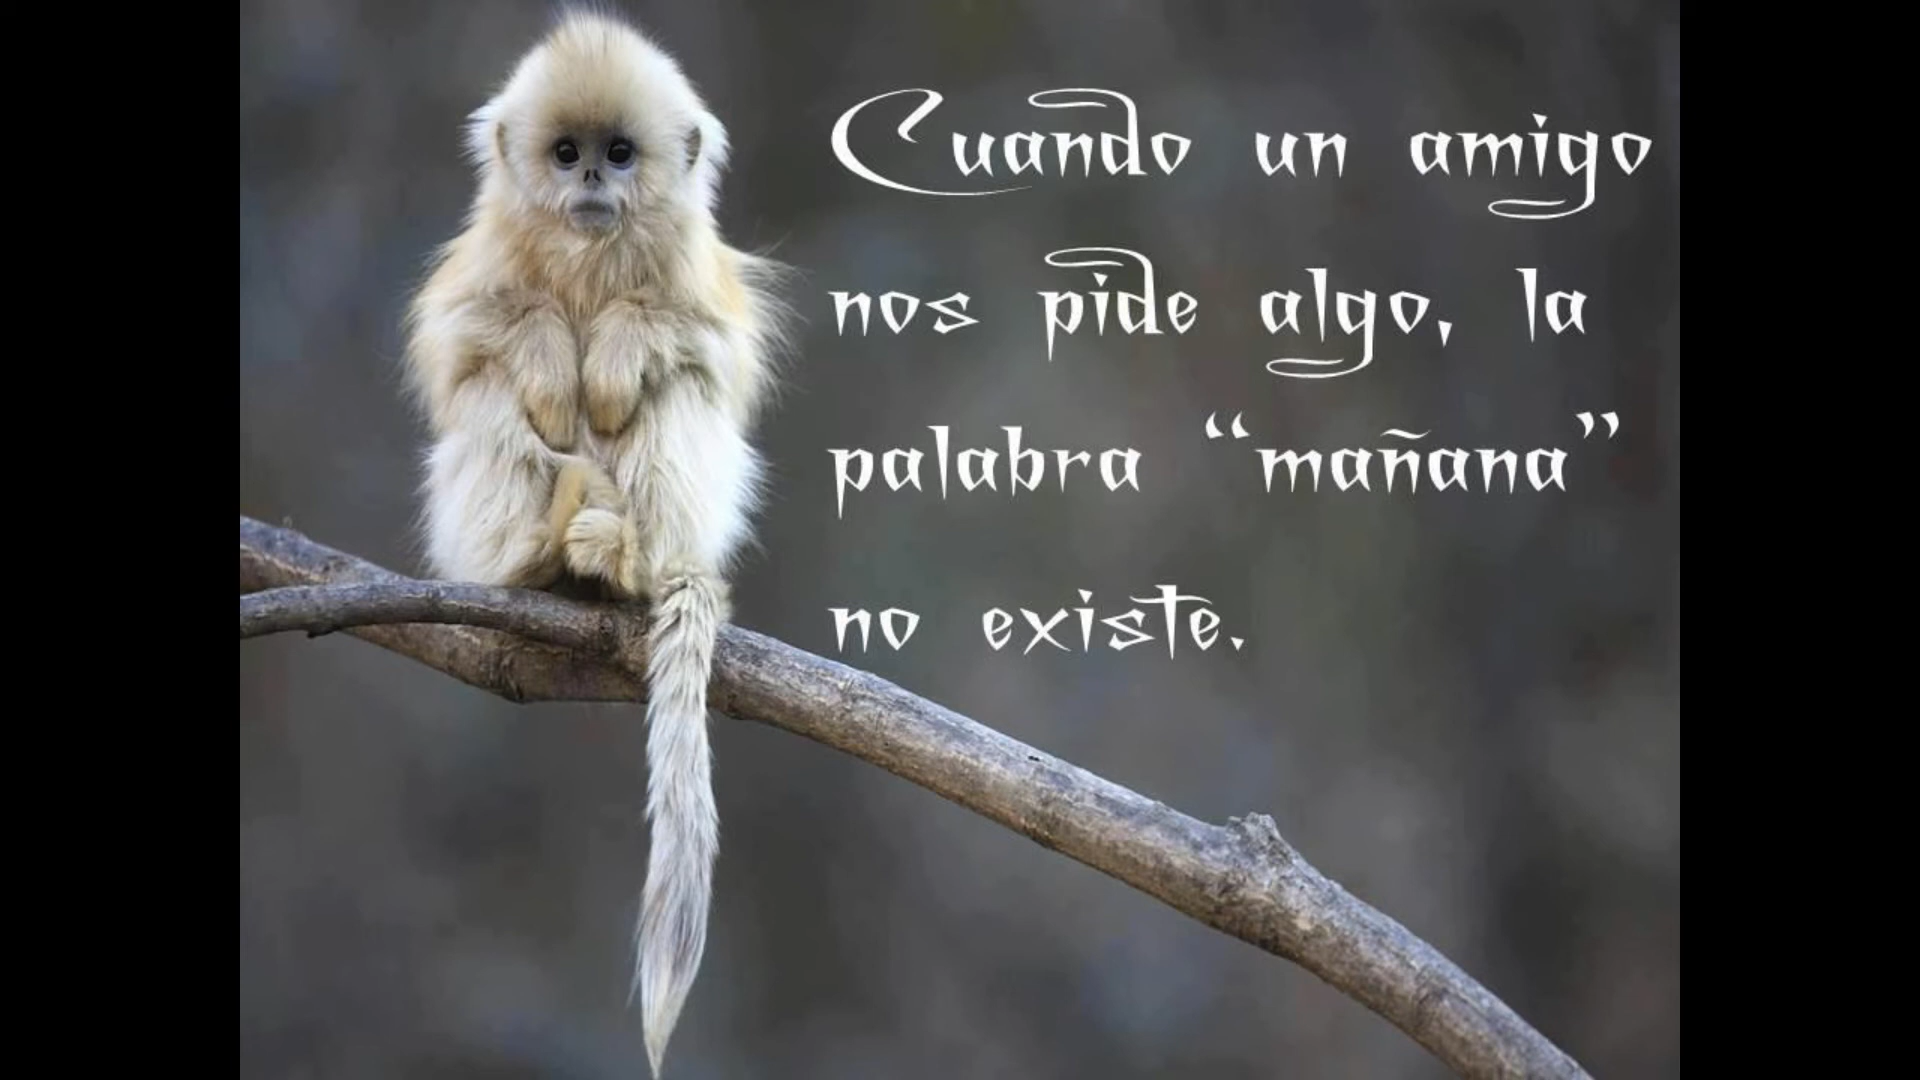 Cuando un amigo
nos pide algo, la
palabra “mañana”
no existe.